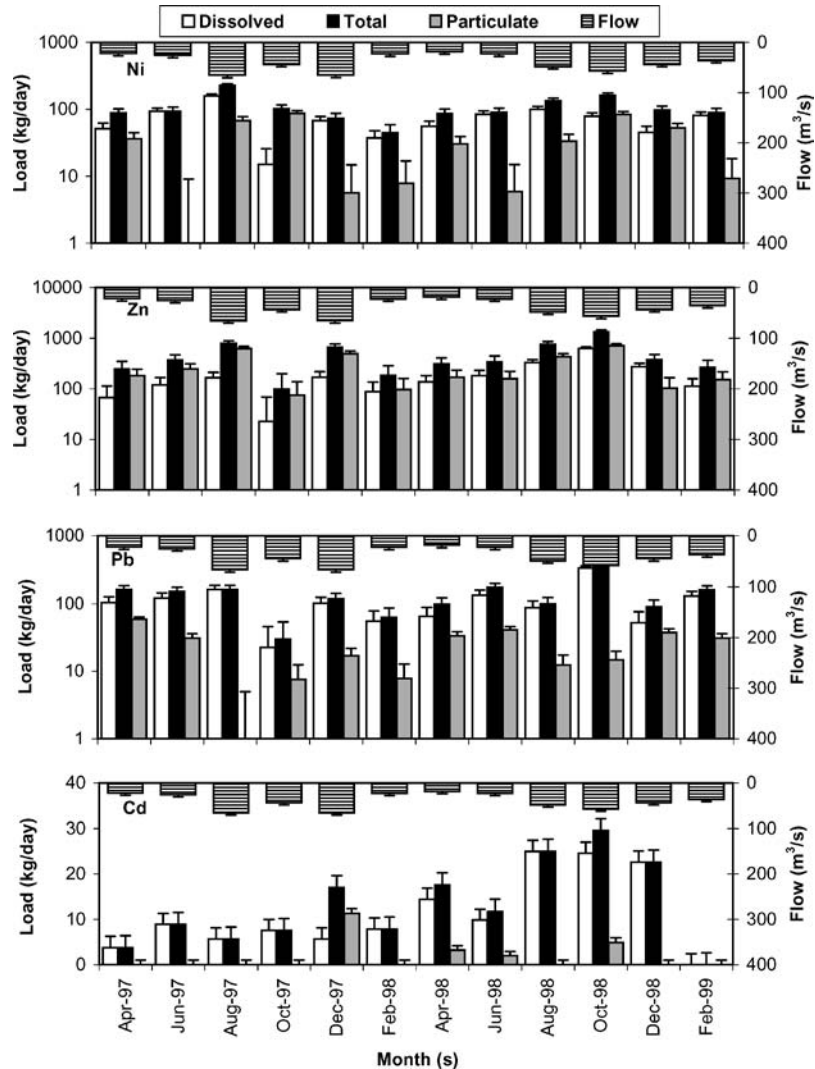 Dissolved Total Particulate Flow
Ni
Load (kg/day)
1000
100
10
1
Flow (m³/s)
0
100
200
300
400
Zn
Load (kg/day)
10000
1000
100
10
1
Flow (m³/s)
0
100
200
300
400
Pb
Load (kg/day)
1000
100
10
1
Flow (m³/s)
0
100
200
300
400
Cd
Load (kg/day)
40
30
20
10
0
Flow (m³/s)
0
100
200
300
400
Apr-97
Jun-97
Aug-97
Oct-97
Dec-97
Feb-98
Apr-98
Jun-98
Aug-98
Oct-98
Dec-98
Feb-99
Month (s)